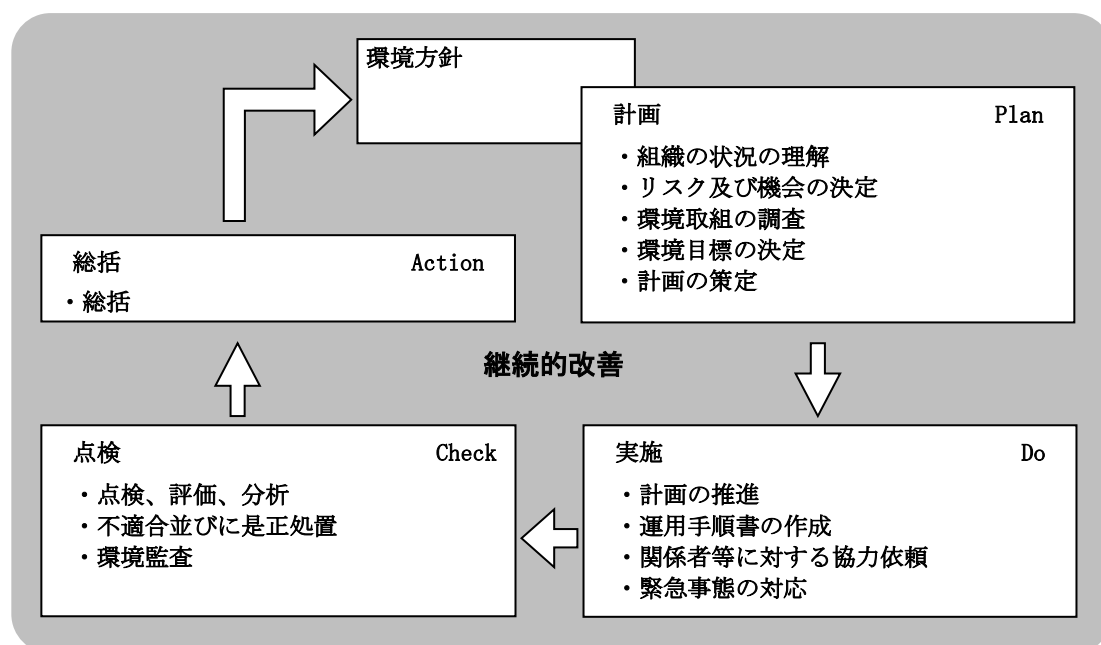 環境方針
計画 Plan
・組織の状況の理解
・リスク及び機会の決定
・環境取組の調査
・環境目標の決定
・計画の策定
総括 Action
・総括
継続的改善
点検 Check
・点検、評価、分析
・不適合並びに是正処置
・環境監査
実施 Do
・計画の推進
・運用手順書の作成
・関係者等に対する協力依頼
・緊急事態の対応